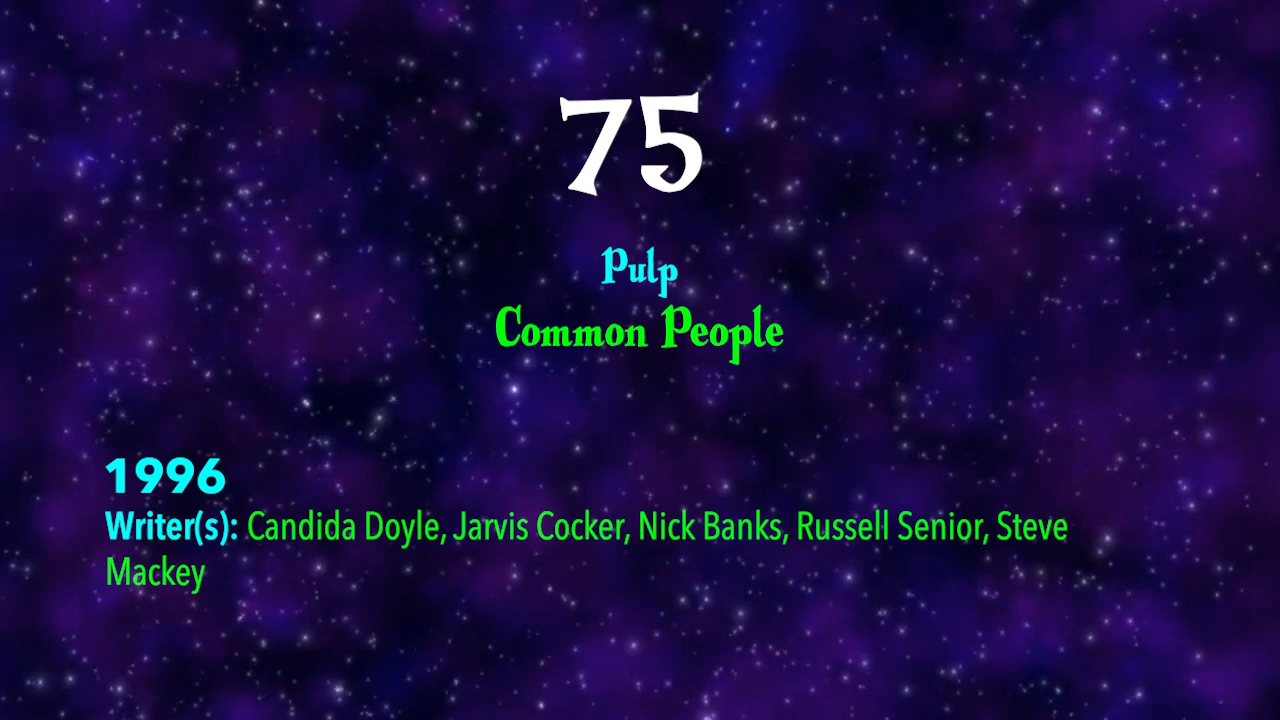 75
Pulp
Common People
1996
Writer(s): Candida Doyle, Jarvis Cocker, Nick Banks, Russell Senior, Steve
Mackey